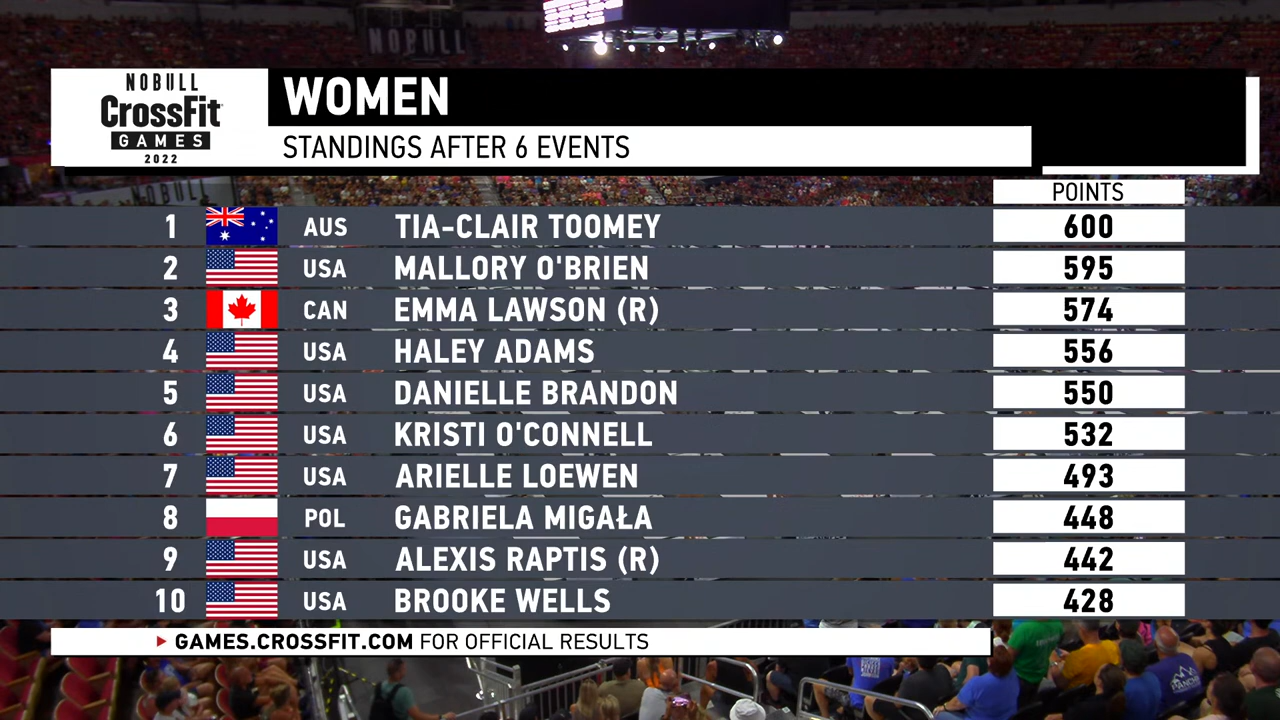 NOBULL
NOBULL
CrossFit
GAMES
2022
WOMEN
STANDINGS AFTER 6 EVENTS
NOBULL
POINTS
1 AUS TIA-CLAIR TOOMEY 600
2 USA MALLORY O'BRIEN 595
3 CAN EMMA LAWSON (R) 574
4 USA HALEY ADAMS 556
5 USA DANIELLE BRANDON 550
6 USA KRISTI O'CONNELL 532
7 USA ARIELLE LOEWEN 493
8 POL GABRIELA MIGAŁA 448
9 USA ALEXIS RAPTIS (R) 442
10 USA BROOKE WELLS 428
GAMES.CROSSFIT.COM FOR OFFICIAL RESULTS